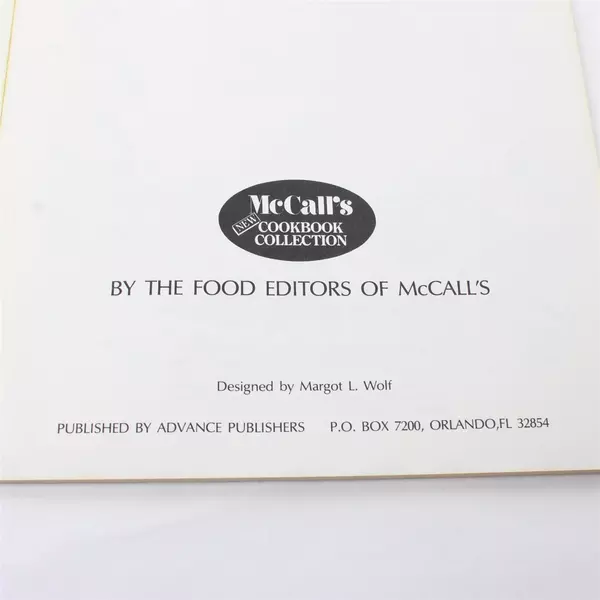 McCall's
NEW COOKBOOK
COLLECTION
BY THE FOOD EDITORS OF McCALL'S
Designed by Margot L. Wolf
PUBLISHED BY ADVANCE PUBLISHERS P.O. BOX 7200, ORLANDO,FL 32854